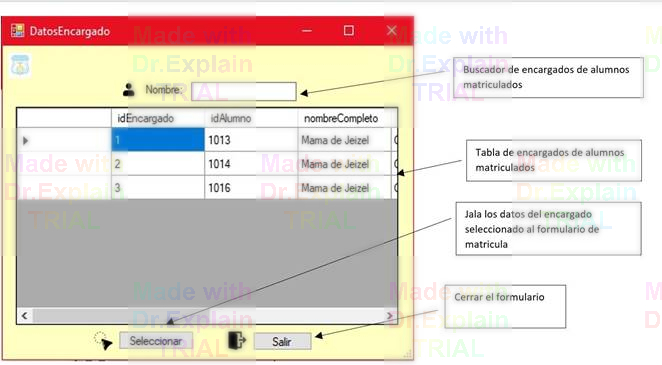 DatosEncargado
Made with
Dr.Explain
TRIAL
Made with
Dr.Explain
TRIAL
Nombre:
Buscador de encargados de alumnos
matriculados
idEncargado idAlumno nombreCompleto
1 1013 Mama de Jeizel
2 1014 Mama de Jeizel
3 1016 Mama de Jeizel
Tabla de encargados de alumnos
matriculados
Made with
Dr.Explain
TRIAL
Made with
Dr.Explain
TRIAL
Made with
Dr.Explain
TRIAL
Jala los datos del encargado
seleccionado al formulario de
matricula
Made with
Dr.Explain
TRIAL
Made with
Dr.Explain
TRIAL
Cerrar el formulario
Seleccionar
Salir